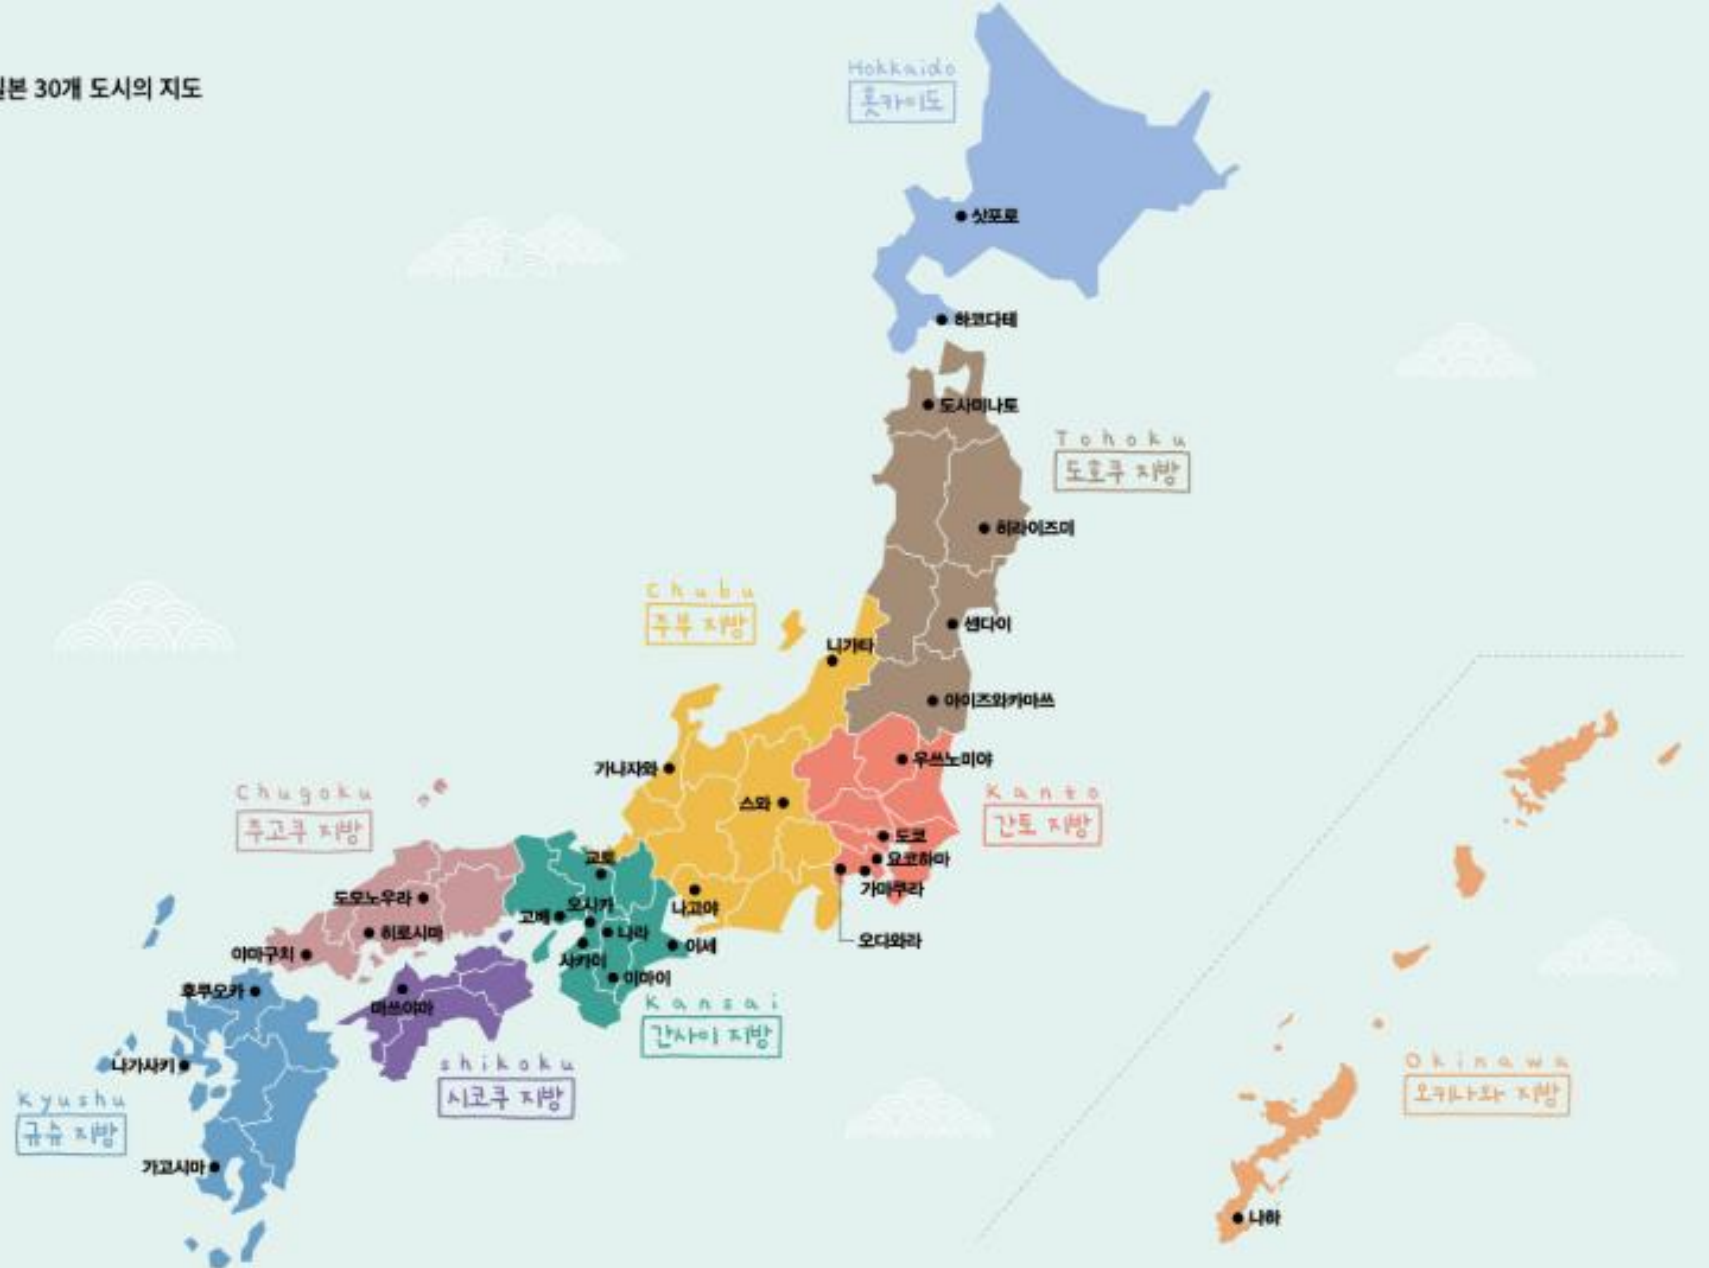 일본 30개 도시의 지도
Hokkaido
홋카이도
삿포로
하코다테
도사미나토
Tohoku
도호쿠 지방
히라이즈미
센다이
아이즈와카마쓰
Chubu
주부 지방
니가타
가나자와
스와
나고야
우쓰노미야
Kanto
간토 지방
도쿄
요코하마
가마쿠라
오다와라
Chugoku
주고쿠 지방
도모노우라
히로시마
야마구치
교토
고베
오사카
나라
사카이
이세
이마이
Kansai
간사이 지방
마쓰야마
shikoku
시코쿠 지방
후쿠오카
나가사키
Kyushu
규슈 지방
가고시마
Okinawa
오키나와 지방
나하